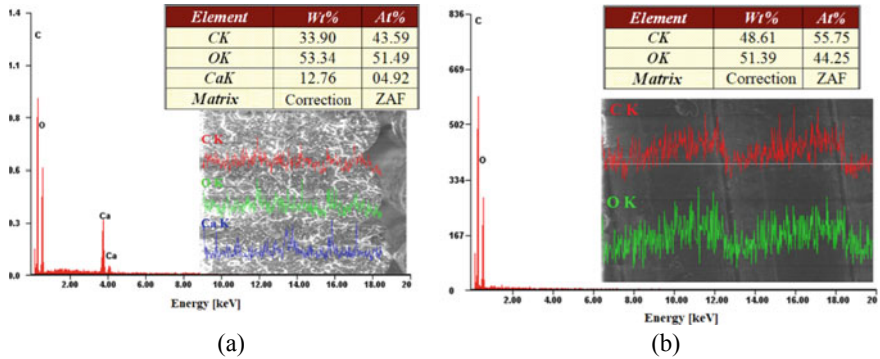 Element Wt% At%
CK 33.90 43.59
OK 53.34 51.49
CaK 12.76 04.92
Matrix Correction ZAF
C
1.4
1.1
0.8
0.6
0.3
0.0
O
Ca
Ca
C K
O K
Ca K
2.00 4.00 6.00 8.00 10.00 12.00 14.00 16.00 18.00 20
Energy [keV]
(a)
Element Wt% At%
CK 48.61 55.75
OK 51.39 44.25
Matrix Correction ZAF
C
836
669
502
334
167
0
O
C K
O K
2.00 4.00 6.00 8.00 10.00 12.00 14.00 16.00 18.00 20
Energy [keV]
(b)